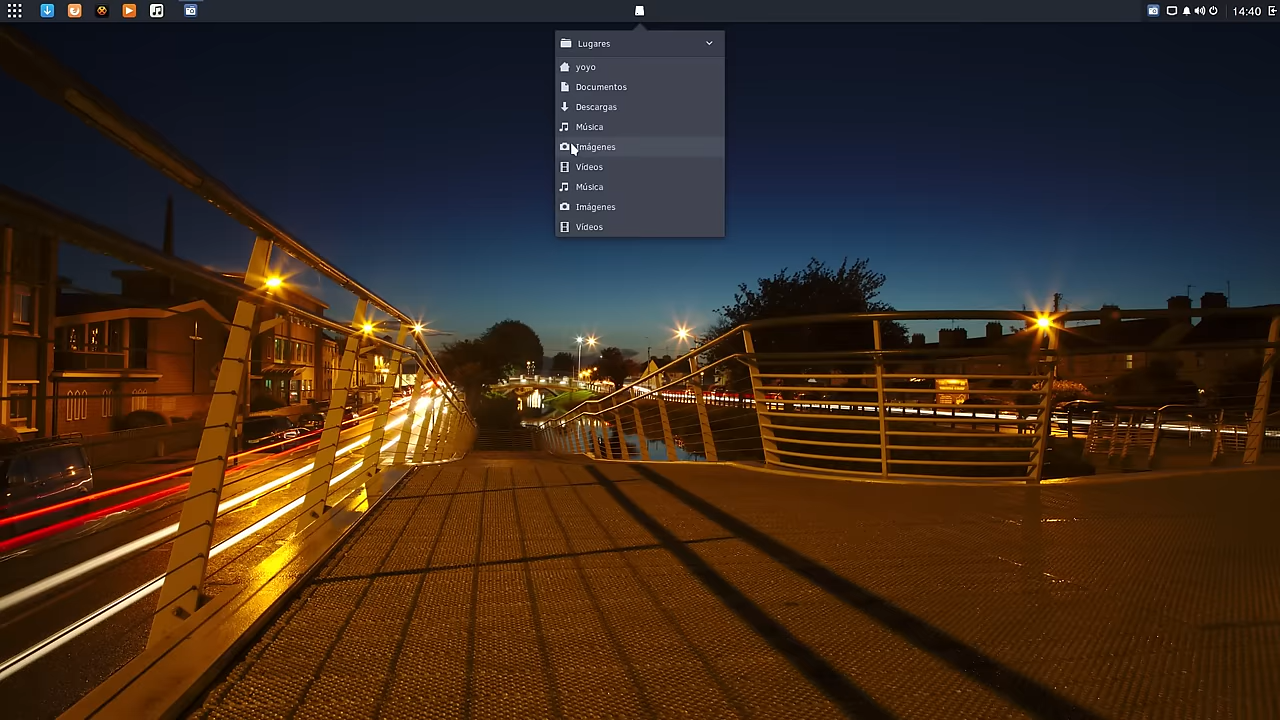 14:40
Lugares
yoyo
Documentos
Descargas
Música
Imágenes
Vídeos
Música
Imágenes
Vídeos